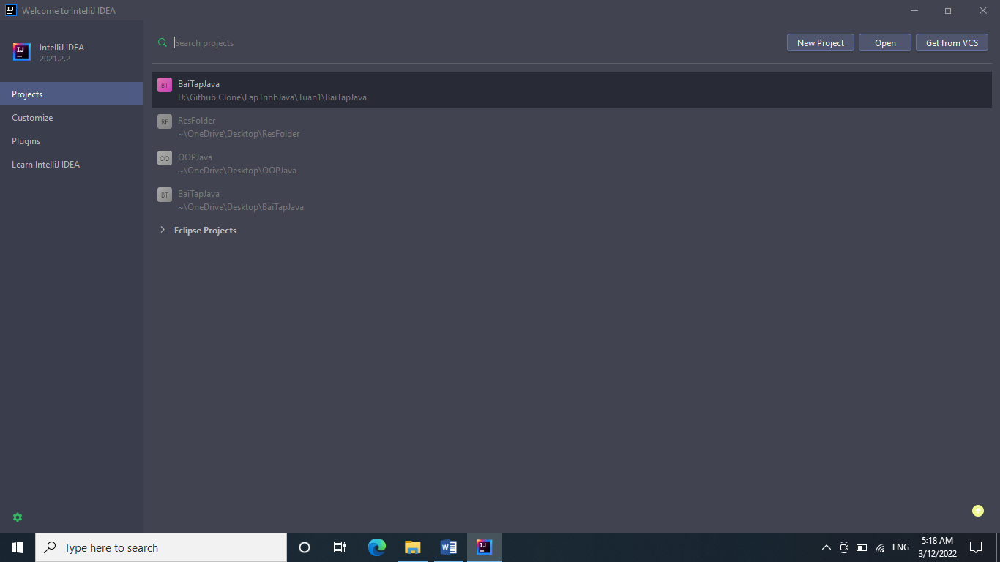 Welcome to IntelliJ IDEA
IntelliJ IDEA
2021.2.2
Search projects
New Project
Open
Get from VCS
Projects
Customize
Plugins
Learn IntelliJ IDEA
BT
BaiTapJava
D:\Github Clone\LapTrinhJava\Tuan1\BaiTapJava
RF
ResFolder
~\OneDrive\Desktop\ResFolder
OO
OOPJava
~\OneDrive\Desktop\OOPJava
BT
BaiTapJava
~\OneDrive\Desktop\BaiTapJava
Eclipse Projects
Type here to search
ENG
5:18 AM
3/12/2022